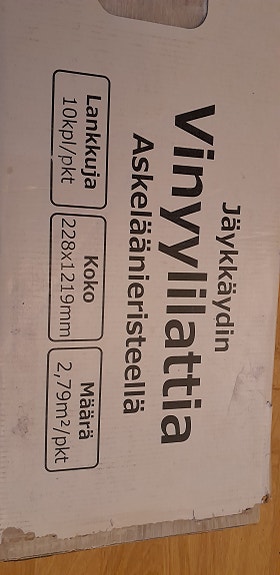 Jäykkäydin
Vinyylilattia
Askeläänieristeellä
Lankkuja
10kpl/pkt
Koko
228x1219mm
Määrä
2,79m²/pkt